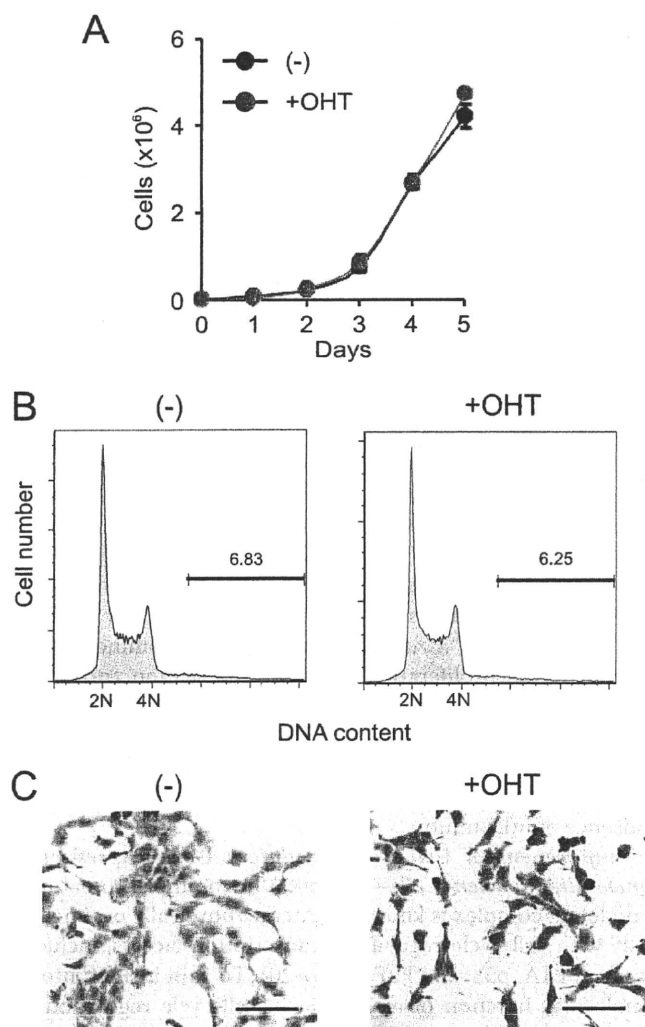 A
6
4
2
0
Cells (x10⁶)
(-)
+OHT
0 1 2 3 4 5
Days
B
(-) +OHT
Cell number
6.83
6.25
2N 4N
2N 4N
DNA content
C
(-) +OHT